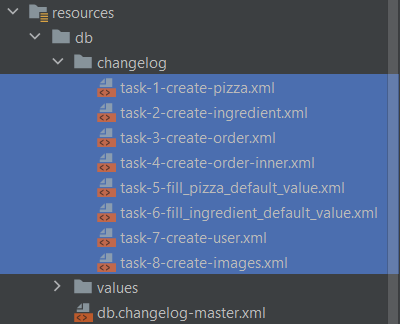 resources
db
changelog
task-1-create-pizza.xml
task-2-create-ingredient.xml
task-3-create-order.xml
task-4-create-order-inner.xml
task-5-fill_pizza_default_value.xml
task-6-fill_ingredient_default_value.xml
task-7-create-user.xml
task-8-create-images.xml
values
db.changelog-master.xml